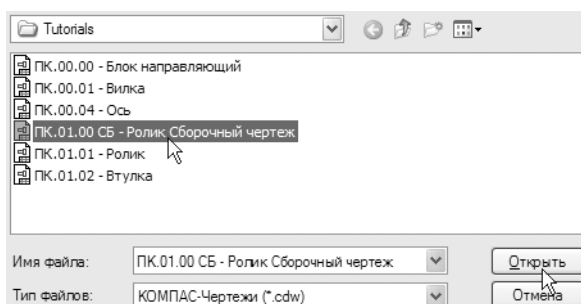 Tutorials
ПК.00.00 - Блок направляющий
ПК.00.01 - Вилка
ПК.00.04 - Ось
ПК.01.00 СБ - Ролик Сборочный чертеж
ПК.01.01 - Ролик
ПК.01.02 - Втулка
Имя файла: ПК.01.00 СБ - Ролик Сборочный чертеж Открыть
Тип файлов: КОМПАС-Чертежи (*.cdw) Отмена